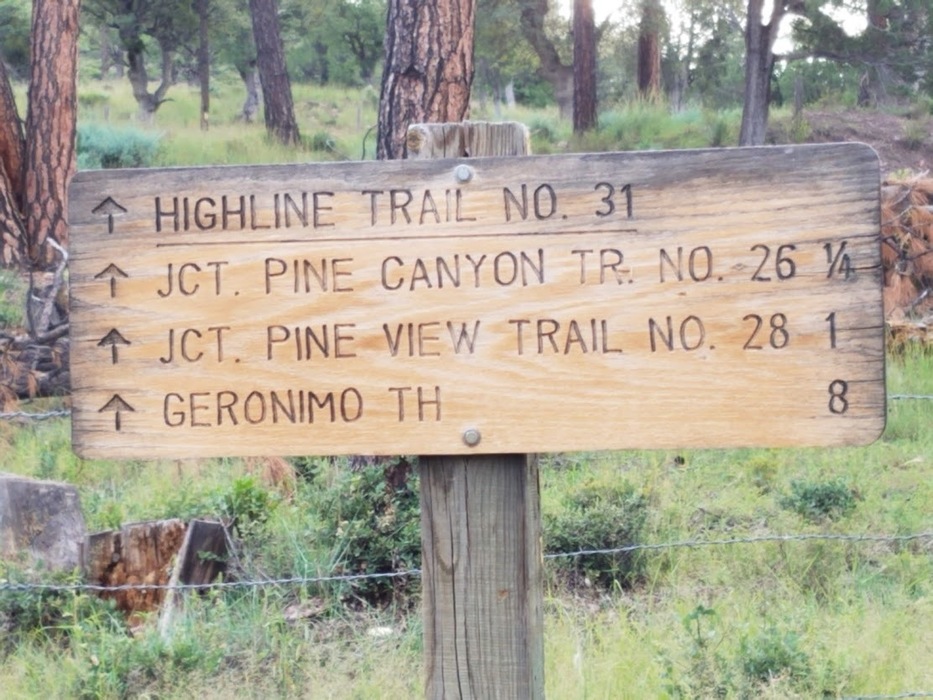 ↑ HIGHLINE TRAIL NO. 31
↑ JCT. PINE CANYON TR. NO. 26 ¼
↑ JCT. PINE VIEW TRAIL NO. 28 1
↑ GERONIMO TH 8